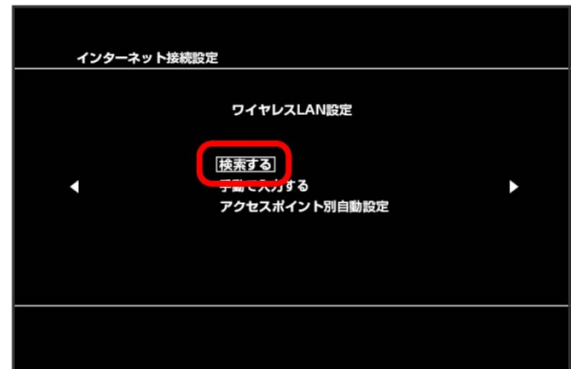 インターネット接続設定
ワイヤレスLAN設定
検索する
手動で入力する
アクセスポイント別自動設定